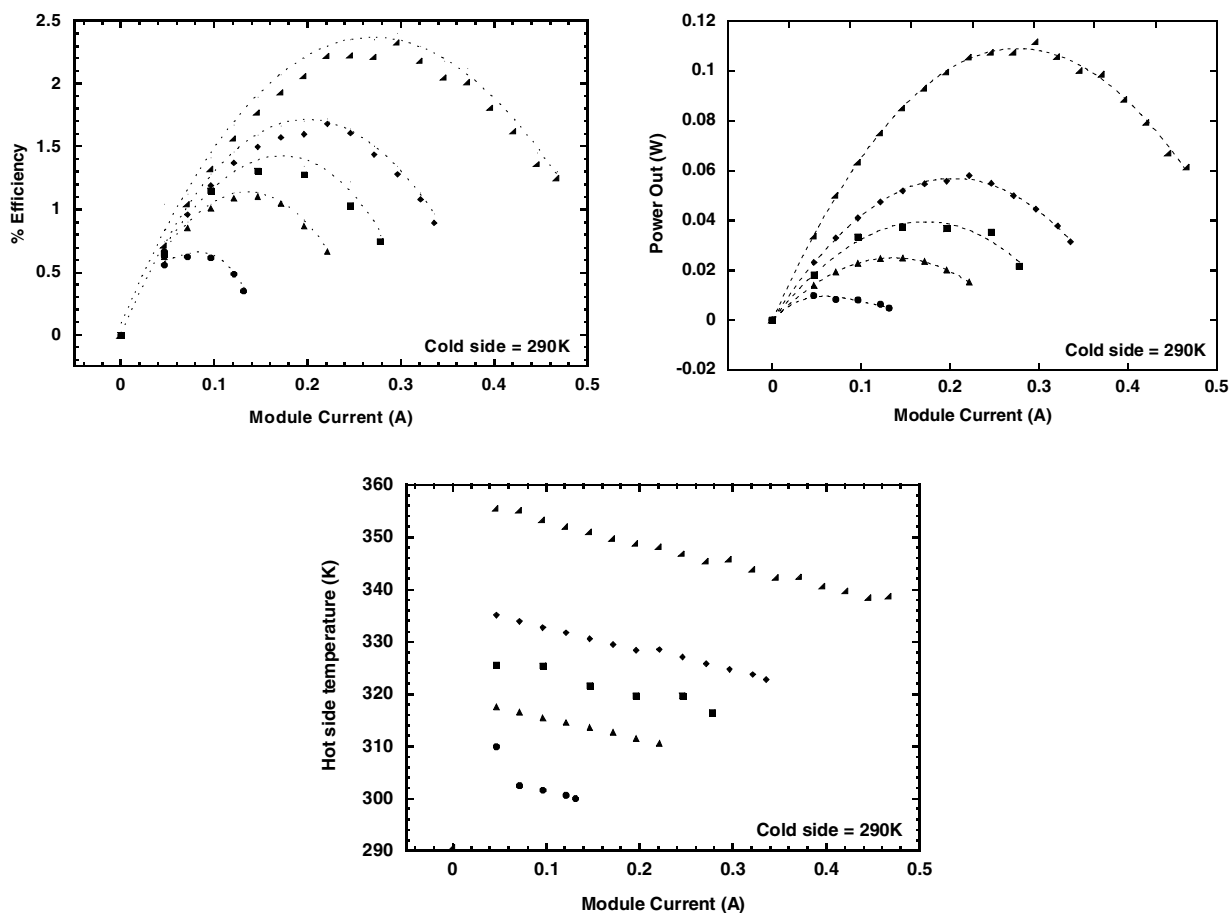 2.5
2
1.5
1
0.5
0
% Efficiency
Cold side = 290K
0 0.1 0.2 0.3 0.4 0.5
Module Current (A)
0.12
0.1
0.08
0.06
0.04
0.02
0
-0.02
Power Out (W)
Cold side = 290K
0 0.1 0.2 0.3 0.4 0.5
Module Current (A)
360
350
340
330
320
310
300
290
Hot side temperature (K)
Cold side = 290K
0 0.1 0.2 0.3 0.4 0.5
Module Current (A)